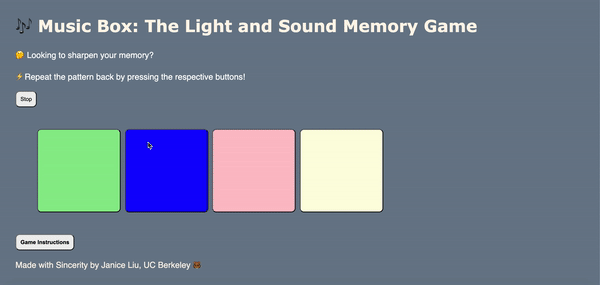 🎶 Music Box: The Light and Sound Memory Game
🤔 Looking to sharpen your memory?
⚡Repeat the pattern back by pressing the respective buttons!
Stop
Game Instructions
Made with Sincerity by Janice Liu, UC Berkeley 🐻